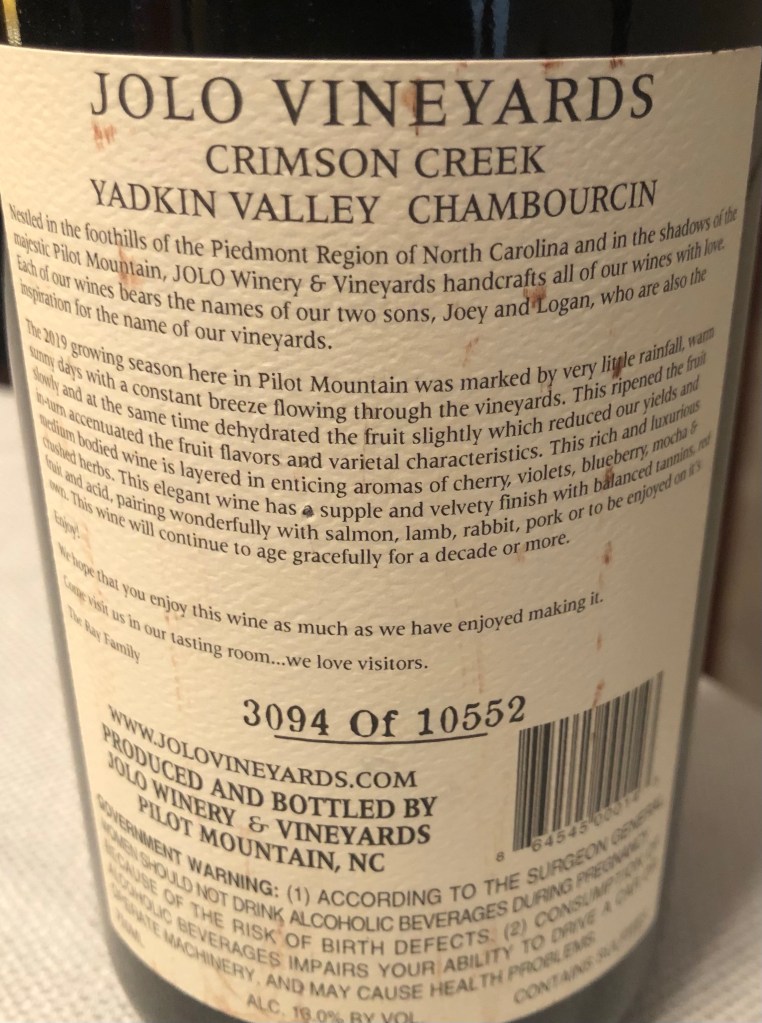 JOLO VINEYARDS
CRIMSON CREEK
YADKIN VALLEY CHAMBOURCIN
Nestled in the foothills of the Piedmont Region of North Carolina and in the shadows of the
majestic Pilot Mountain, JOLO Winery & Vineyards handcrafts all of our wines with love.
Each of our wines bears the names of our two sons, Joey and Logan, who are also the
inspiration for the name of our vineyards.
The 2019 growing season here in Pilot Mountain was marked by very little rainfall, warm
sunny days with a constant breeze flowing through the vineyards. This ripened the fruit
slowly and at the same time dehydrated the fruit slightly which reduced our yields and
in-turn accentuated the fruit flavors and varietal characteristics. This rich and luxurious
medium bodied wine is layered in enticing aromas of cherry, violets, blueberry, mocha &
crushed herbs. This elegant wine has a supple and velvety finish with balanced tannins, red
fruit and acid, pairing wonderfully with salmon, lamb, rabbit, pork or to be enjoyed on it's
own. This wine will continue to age gracefully for a decade or more.
Enjoy!
We hope that you enjoy this wine as much as we have enjoyed making it.
Come visit us in our tasting room...we love visitors.
The Ray Family
3094 Of 10552
WWW.JOLOVINEYARDS.COM
PRODUCED AND BOTTLED BY
JOLO WINERY & VINEYARDS
PILOT MOUNTAIN, NC
8 64545 00014
GOVERNMENT WARNING: (1) ACCORDING TO THE SURGEON GENERAL
WOMEN SHOULD NOT DRINK ALCOHOLIC BEVERAGES DURING PREGNANCY
BECAUSE OF THE RISK OF BIRTH DEFECTS. (2) CONSUMPTION OF
ALCOHOLIC BEVERAGES IMPAIRS YOUR ABILITY TO DRIVE A CAR OR
OPERATE MACHINERY, AND MAY CAUSE HEALTH PROBLEMS.
750ML CONTAINS SULFITES
ALC. 16.0% BY VOL